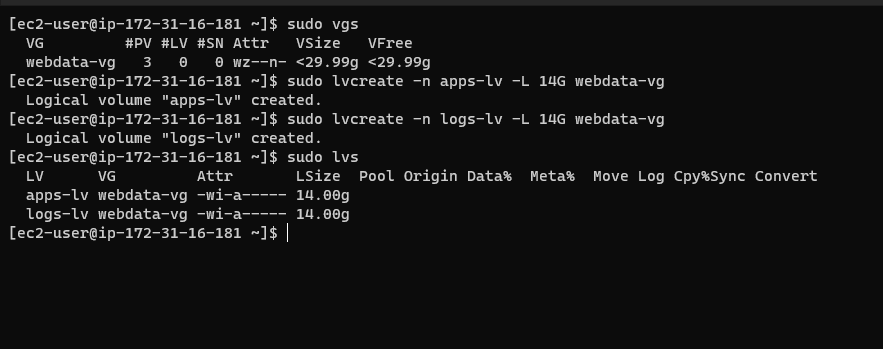 [ec2-user@ip-172-31-16-181 ~]$ sudo vgs
  VG         #PV #LV #SN Attr   VSize   VFree
  webdata-vg   3   0   0 wz--n- <29.99g <29.99g
[ec2-user@ip-172-31-16-181 ~]$ sudo lvcreate -n apps-lv -L 14G webdata-vg
  Logical volume "apps-lv" created.
[ec2-user@ip-172-31-16-181 ~]$ sudo lvcreate -n logs-lv -L 14G webdata-vg
  Logical volume "logs-lv" created.
[ec2-user@ip-172-31-16-181 ~]$ sudo lvs
  LV      VG         Attr       LSize  Pool Origin Data%  Meta%  Move Log Cpy%Sync Convert
  apps-lv webdata-vg -wi-a----- 14.00g
  logs-lv webdata-vg -wi-a----- 14.00g
[ec2-user@ip-172-31-16-181 ~]$